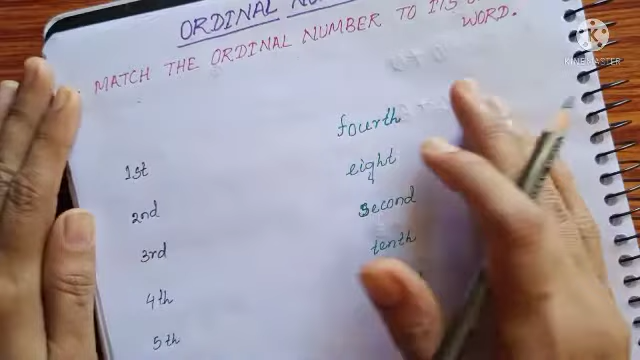 ORDINAL
MATCH THE ORDINAL NUMBER TO ITS
WORD.
KINEMASTER
fourth
1st
eight
2nd
second
3rd
tenth
4th
5th